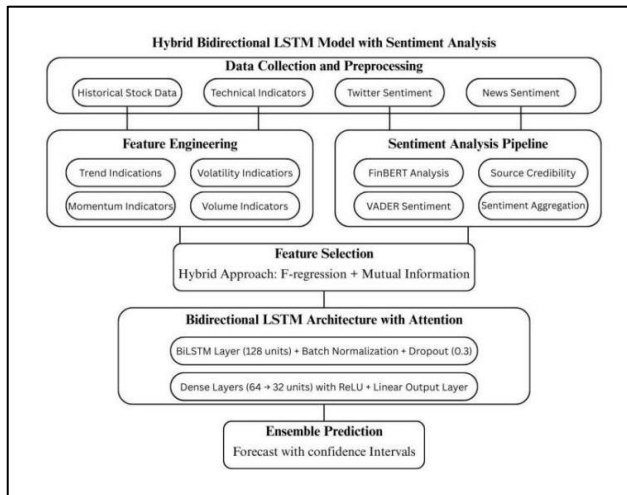 Hybrid Bidirectional LSTM Model with Sentiment Analysis
Data Collection and Preprocessing
Historical Stock Data
Technical Indicators
Twitter Sentiment
News Sentiment
Feature Engineering
Trend Indications
Volatility Indicatiors
Momentum Indicators
Volume Indicators
Sentiment Analysis Pipeline
FinBERT Analysis
Source Credibility
VADER Sentiment
Sentiment Aggregation
Feature Selection
Hybrid Approach: F-regression + Mutual Information
Bidirectional LSTM Architecture with Attention
BiLSTM Layer (128 units) + Batch Normalization + Dropout (0.3)
Dense Layers (64 → 32 units) with ReLU + Linear Output Layer
Ensemble Prediction
Forecast with confidence Intervals